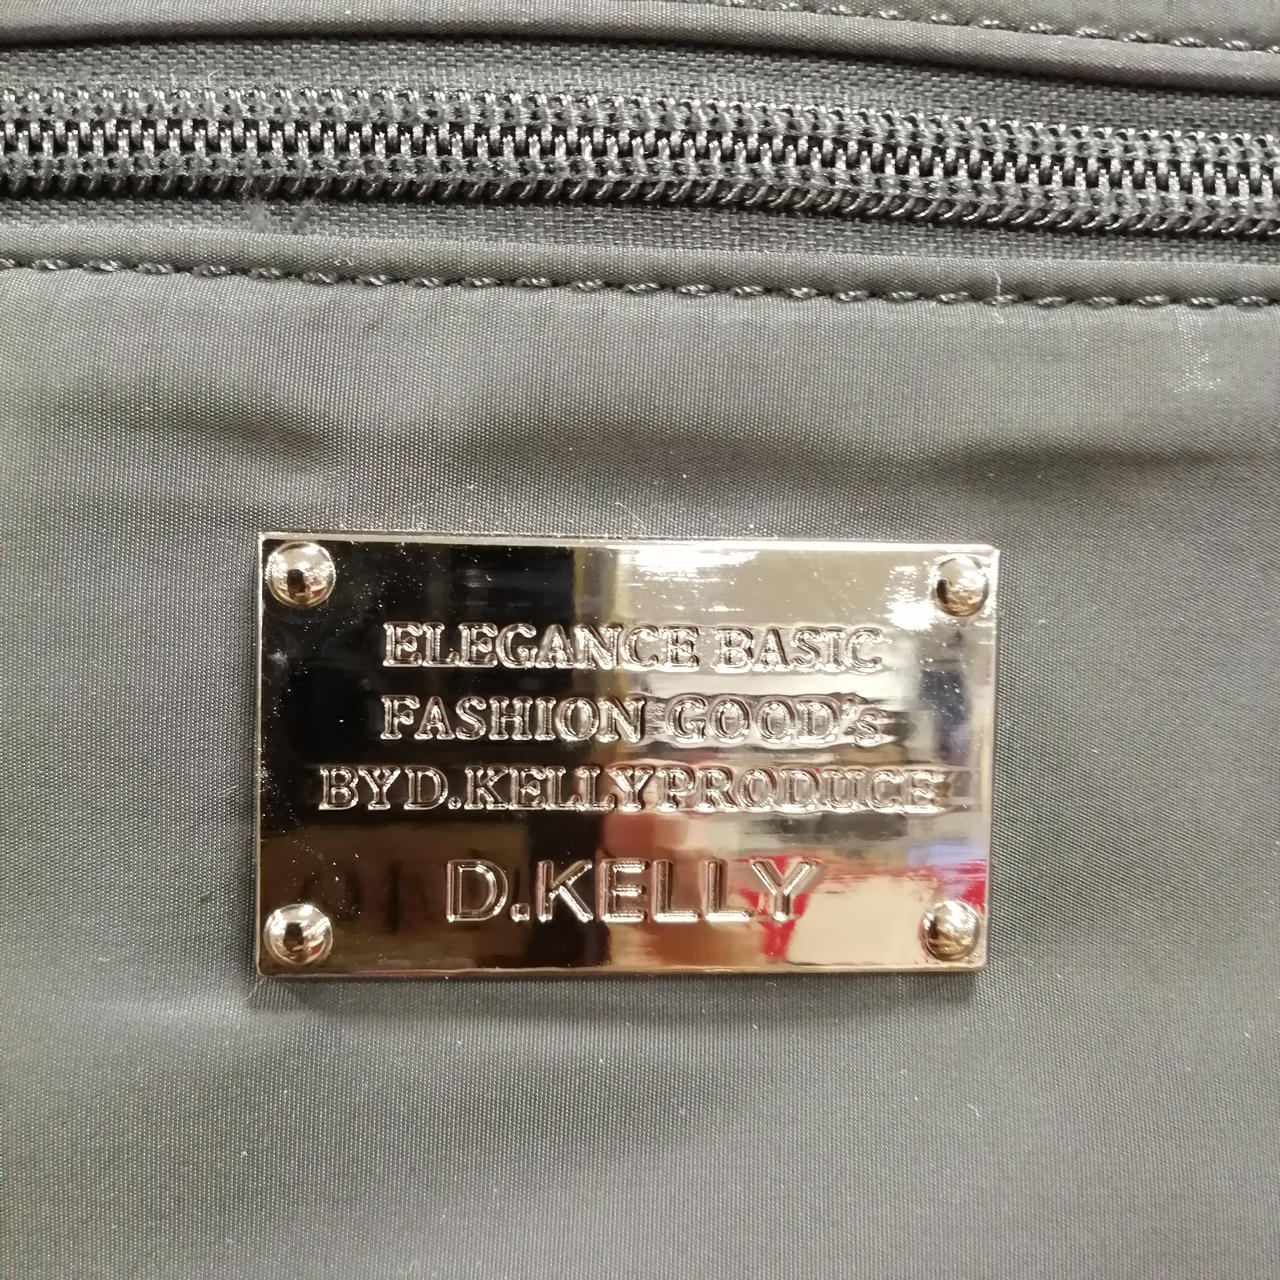 ELEGANCE BASIC
FASHION GOOD's
BYD.KELLYPRODUCE
D.KELLY